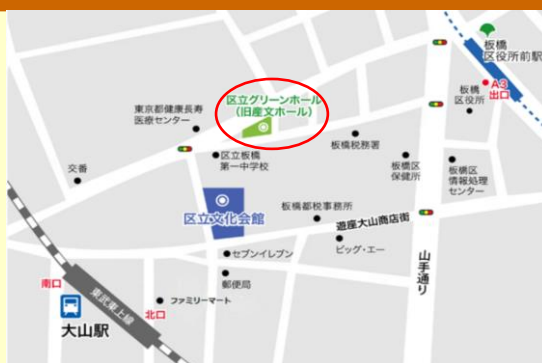 板橋
区役所前駅
A3
出口
板橋
区役所
区立グリーンホール
(旧産文ホール)
東京都健康長寿
医療センター
板橋税務署
区立板橋
第一中学校
板橋区
保健所
板橋区
情報処理
センター
交番
区立文化会館
板橋都税事務所
遊座大山商店街
ビッグ・エー
セブンイレブン
山手通り
郵便局
南口
東武東上線
ファミリーマート
北口
大山駅